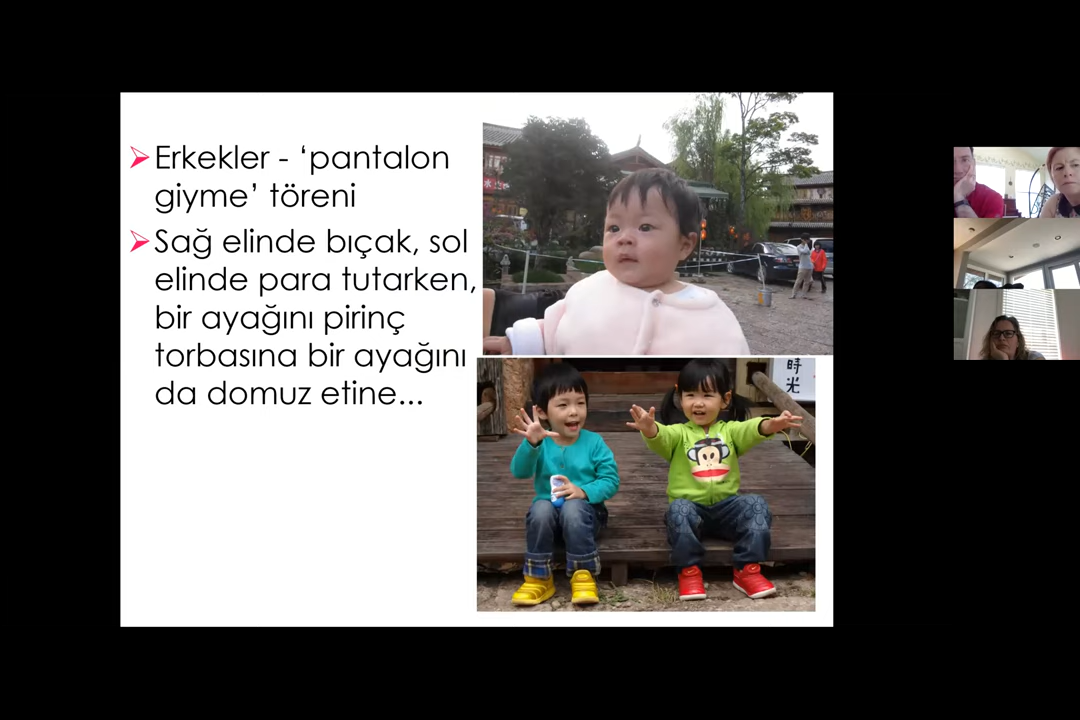 Erkekler - ‘pantalon
giyme’ töreni
Sağ elinde bıçak, sol
elinde para tutarken,
bir ayağını pirinç
torbasına bir ayağını
da domuz etine...
時
光